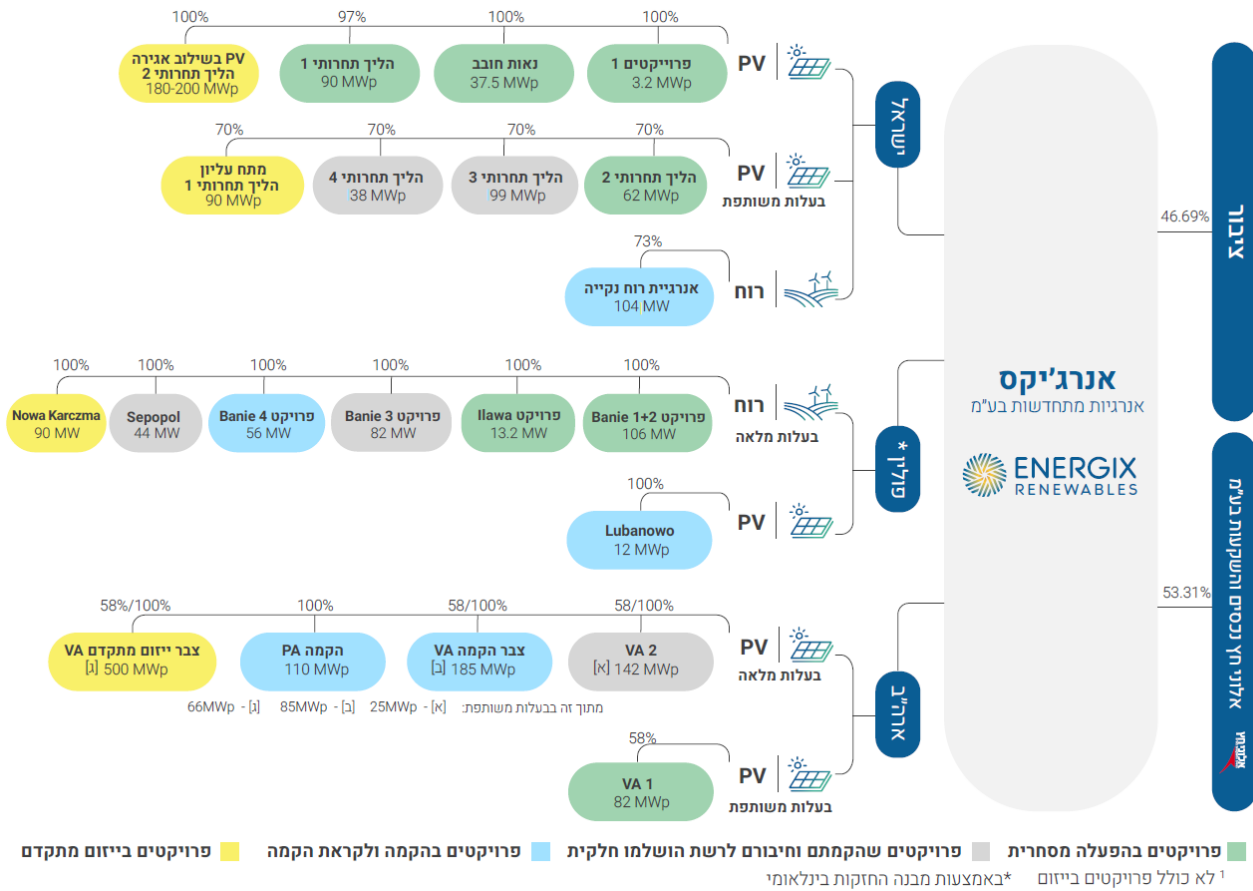 ציבור
46.69%
אלוני חץ נכסים והשקעות בע"מ
אלוני חץ
53.31%
אנרג'יקס
אנרגיות מתחדשות בע"מ
ENERGIX
RENEWABLES
ישראל
PV
100%
פרוייקטים 1
3.2 MWp
100%
נאות חובב
37.5 MWp
97%
הליך תחרותי 1
90 MWp
100%
PV בשילוב אגירה
הליך תחרותי 2
180-200 MWp
PV
בעלות משותפת
70%
הליך תחרותי 2
62 MWp
70%
הליך תחרותי 3
99 MWp
70%
הליך תחרותי 4
38 MWp
70%
מתח עליון
הליך תחרותי 1
90 MWp
רוח
73%
אנרגיית רוח נקייה
104 MW
פולין *
רוח
בעלות מלאה
100%
פרויקט Banie 1+2
106 MW
100%
פרויקט Ilawa
13.2 MW
100%
פרויקט Banie 3
82 MW
100%
פרויקט Banie 4
56 MW
100%
Sepopol
44 MW
100%
Nowa Karczma
90 MW
PV
100%
Lubanowo
12 MWp
ארה"ב
PV
בעלות מלאה
58/100%
VA 2
142 MWp [א]
58/100%
צבר הקמה VA
185 MWp [ב]
100%
הקמה PA
110 MWp
58%/100%
צבר ייזום מתקדם VA
500 MWp [ג]
מתוך זה בבעלות משותפת: [א] - 25MWp [ב] - 85MWp [ג] - 66MWp
PV
בעלות משותפת
58%
VA 1
82 MWp
פרויקטים בהפעלה מסחרית
פרויקטים שהקמתם וחיבורם לרשת הושלמו חלקית
פרויקטים בהקמה ולקראת הקמה
פרויקטים בייזום מתקדם
¹ לא כולל פרויקטים בייזום *באמצעות מבנה החזקות בינלאומי